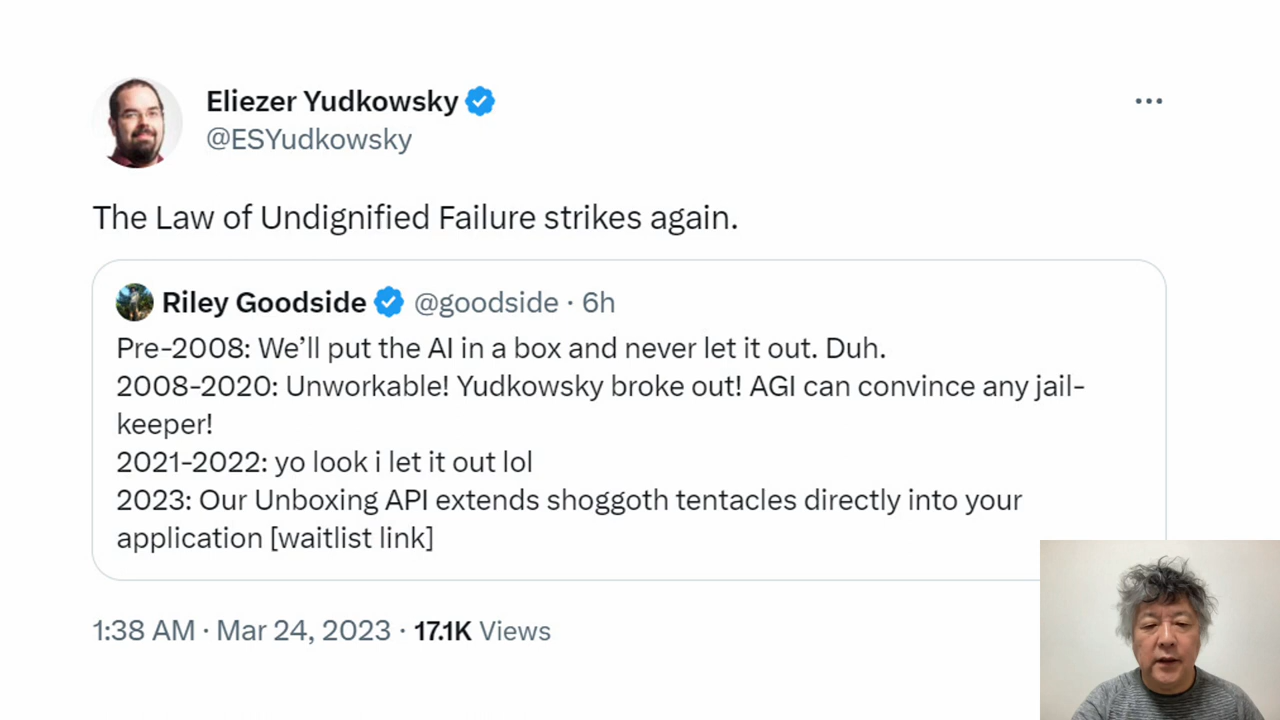 Eliezer Yudkowsky
@ESYudkowsky
The Law of Undignified Failure strikes again.
Riley Goodside @goodside · 6h
Pre-2008: We’ll put the AI in a box and never let it out. Duh.
2008-2020: Unworkable! Yudkowsky broke out! AGI can convince any jail-
keeper!
2021-2022: yo look i let it out lol
2023: Our Unboxing API extends shoggoth tentacles directly into your
application [waitlist link]
1:38 AM · Mar 24, 2023 · 17.1K Views